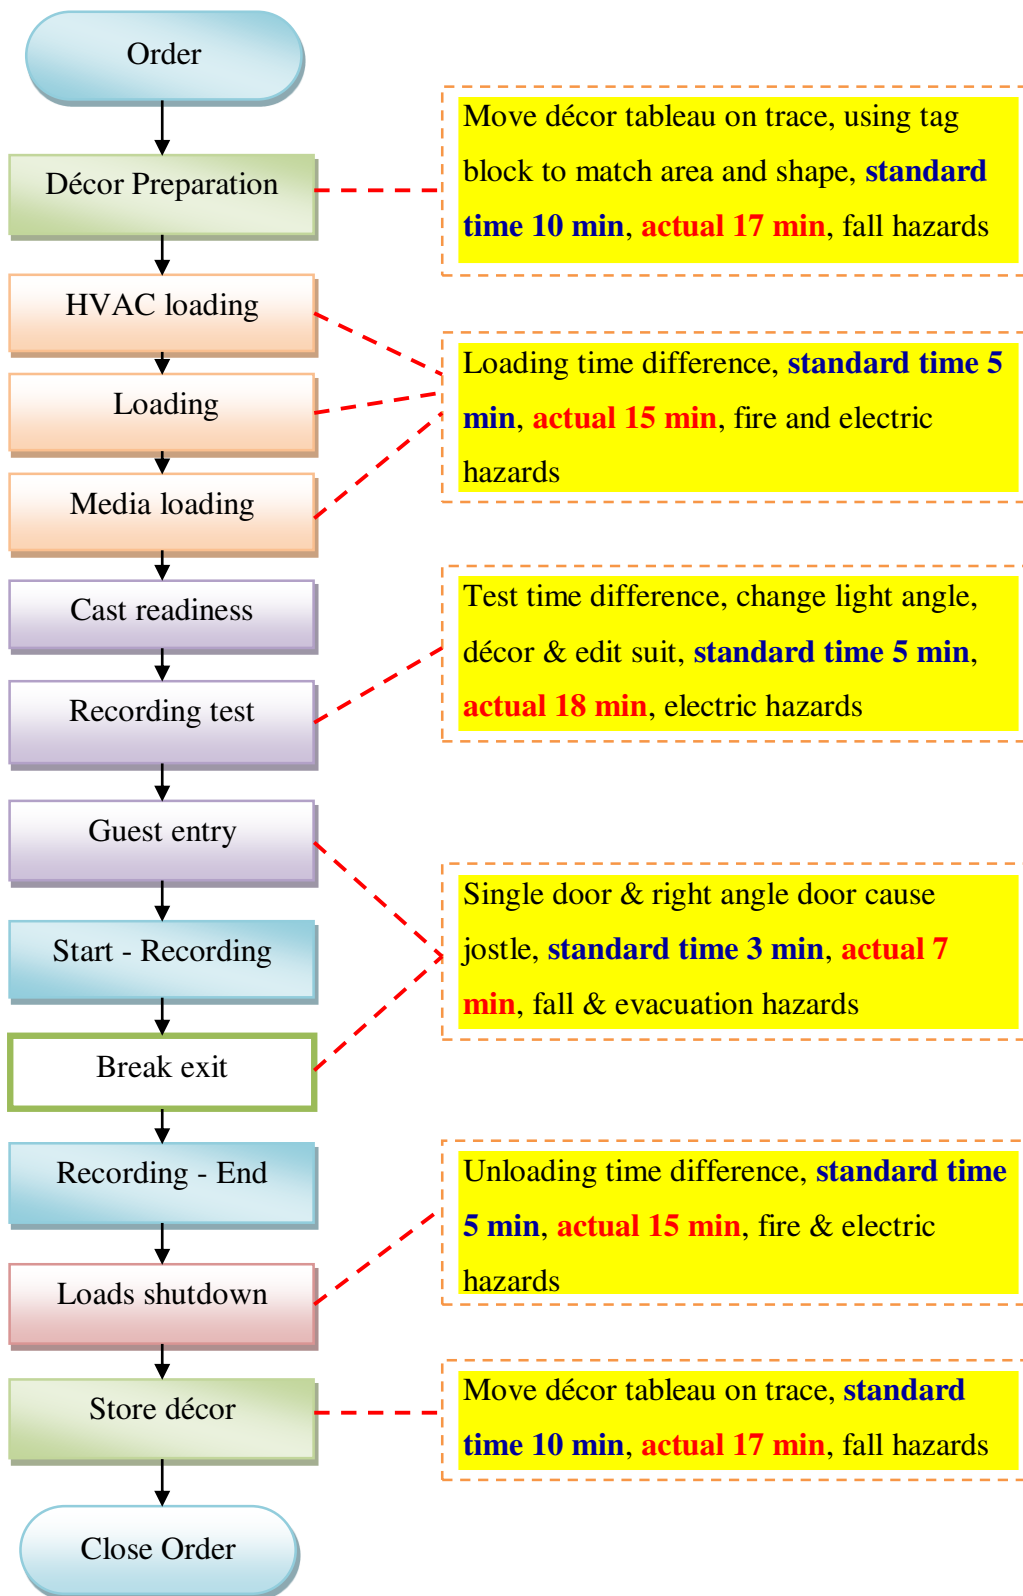 Order
Move décor tableau on trace, using tag
block to match area and shape, standard
time 10 min, actual 17 min, fall hazards
Décor Preparation
HVAC loading
Loading
Media loading
Loading time difference, standard time 5
min, actual 15 min, fire and electric
hazards
Cast readiness
Recording test
Test time difference, change light angle,
décor & edit suit, standard time 5 min,
actual 18 min, electric hazards
Guest entry
Start - Recording
Break exit
Single door & right angle door cause
jostle, standard time 3 min, actual 7
min, fall & evacuation hazards
Recording - End
Loads shutdown
Unloading time difference, standard time
5 min, actual 15 min, fire & electric
hazards
Store décor
Move décor tableau on trace, standard
time 10 min, actual 17 min, fall hazards
Close Order